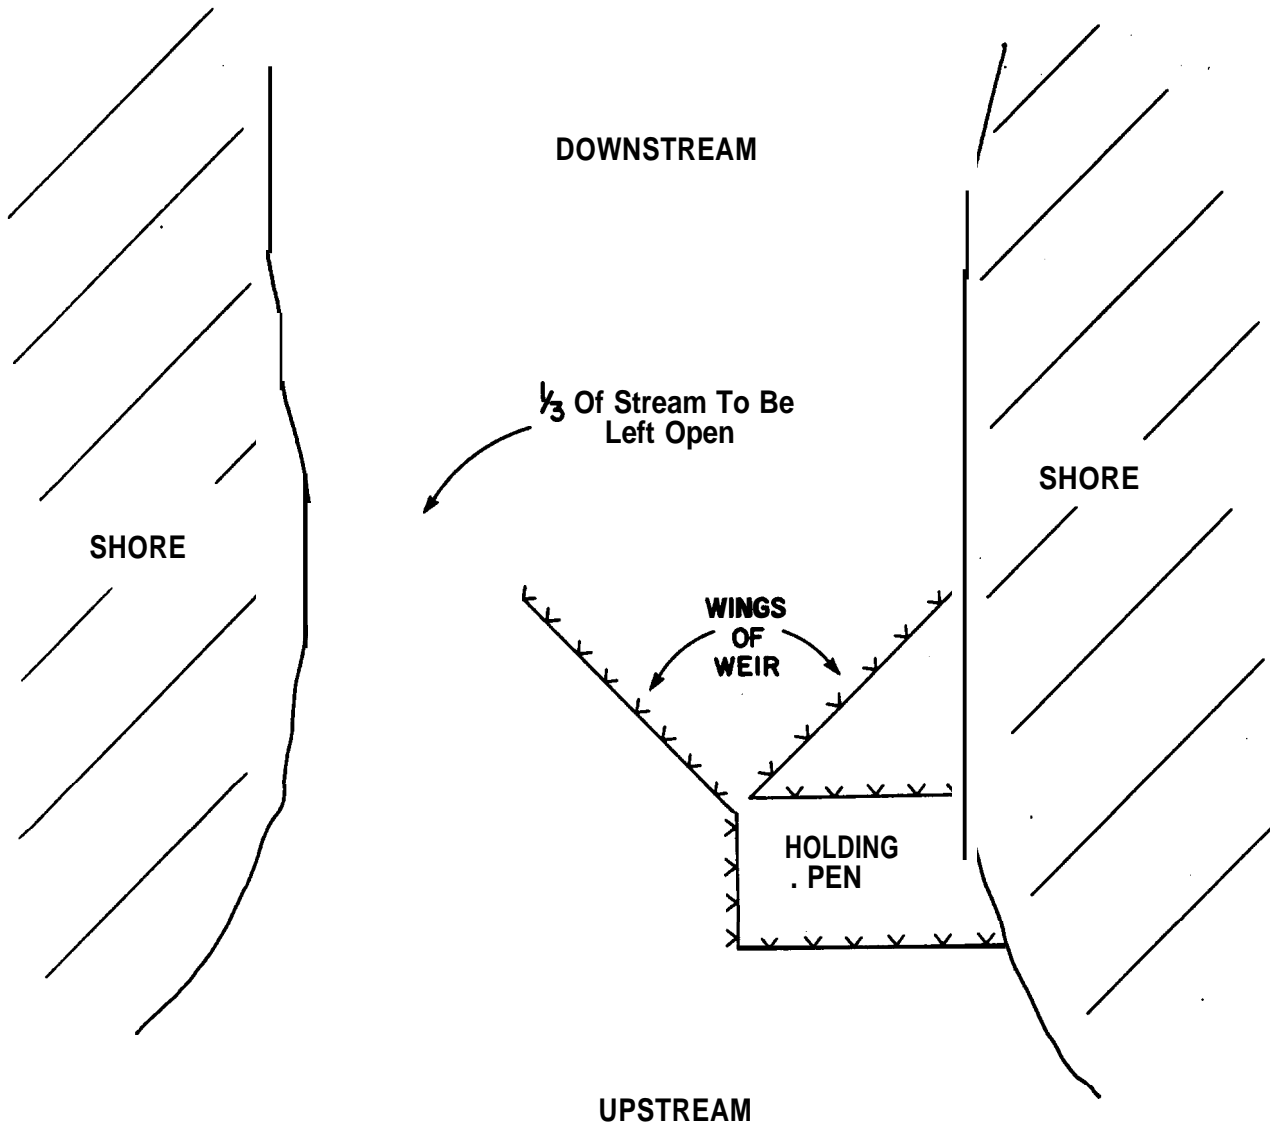 DOWNSTREAM
⅓ Of Stream To Be
Left Open
SHORE
SHORE
WINGS
OF
WEIR
HOLDING
. PEN
UPSTREAM